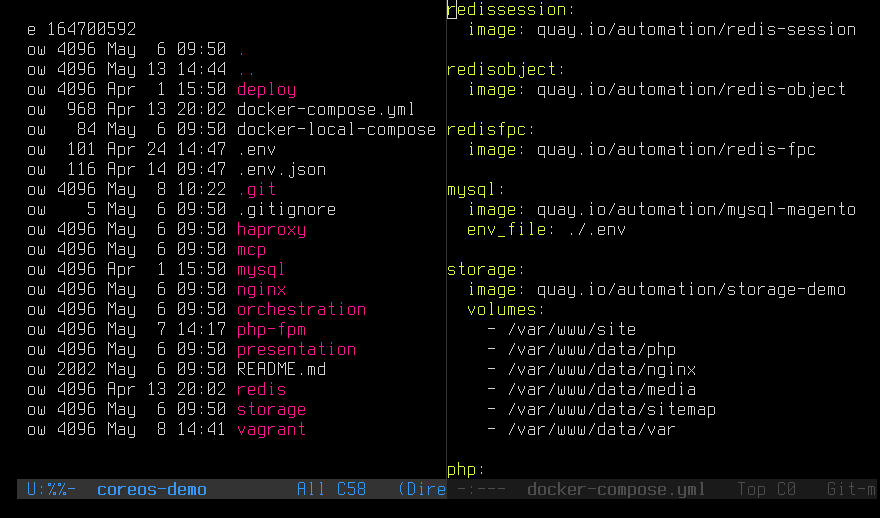 e 164700592
ow 4096 May  6 09:50 .
ow 4096 May 13 14:44 ..
ow 4096 Apr  1 15:50 deploy
ow  968 Apr 13 20:02 docker-compose.yml
ow   84 May  6 09:50 docker-local-compose
ow  101 Apr 24 14:47 .env
ow  116 Apr 14 09:47 .env.json
ow 4096 May  8 10:22 .git
ow    5 May  6 09:50 .gitignore
ow 4096 May  6 09:50 haproxy
ow 4096 May  6 09:50 mcp
ow 4096 Apr  1 15:50 mysql
ow 4096 May  6 09:50 nginx
ow 4096 May  6 09:50 orchestration
ow 4096 May  7 14:17 php-fpm
ow 4096 May  6 09:50 presentation
ow 2002 May  6 09:50 README.md
ow 4096 Apr 13 20:02 redis
ow 4096 May  6 09:50 storage
ow 4096 May  8 14:41 vagrant
U:%%-  coreos-demo         All C58   (Dire
redissession:
  image: quay.io/automation/redis-session
redisobject:
  image: quay.io/automation/redis-object
redisfpc:
  image: quay.io/automation/redis-fpc
mysql:
  image: quay.io/automation/mysql-magento
  env_file: ./.env
storage:
  image: quay.io/automation/storage-demo
  volumes:
    - /var/www/site
    - /var/www/data/php
    - /var/www/data/nginx
    - /var/www/data/media
    - /var/www/data/sitemap
    - /var/www/data/var
php:
-:---  docker-compose.yml   Top C0   Git-m